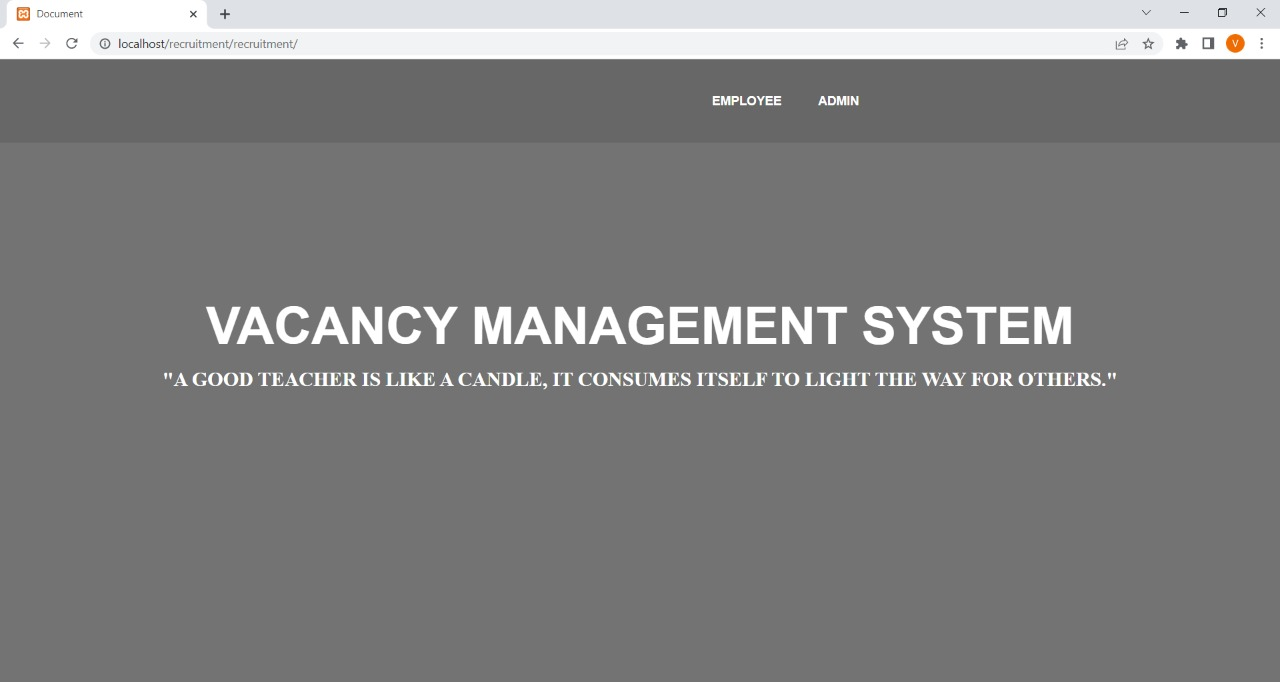 Document
localhost/recruitment/recruitment/
V
EMPLOYEE ADMIN
VACANCY MANAGEMENT SYSTEM
"A GOOD TEACHER IS LIKE A CANDLE, IT CONSUMES ITSELF TO LIGHT THE WAY FOR OTHERS."